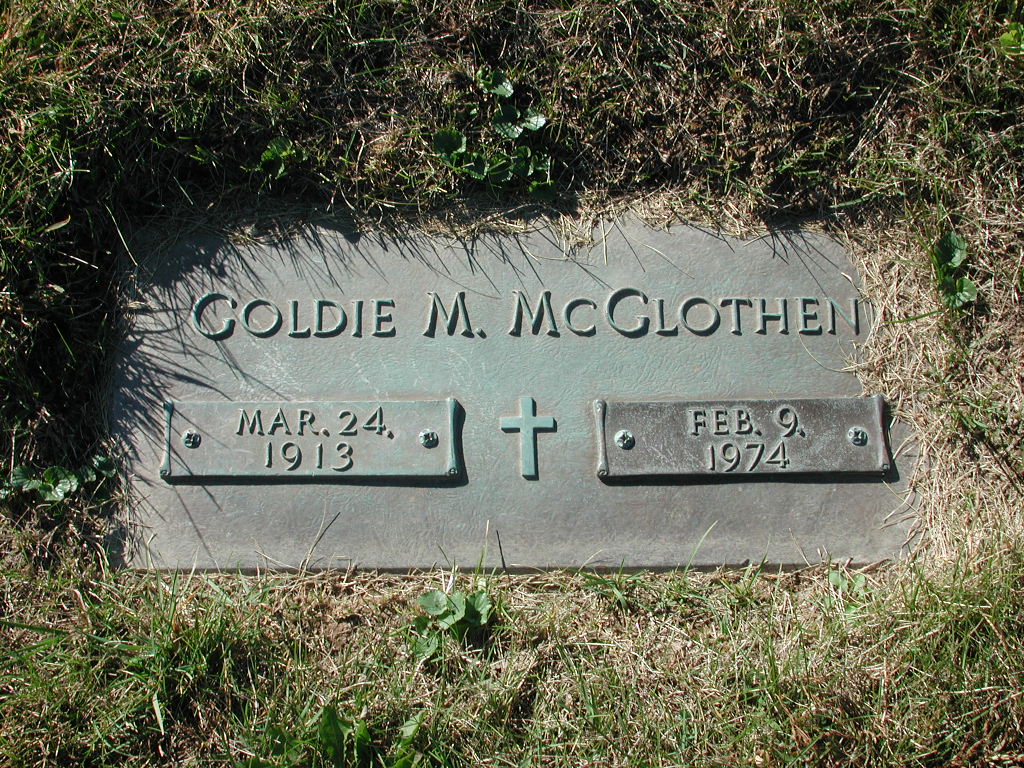 Goldie M. McGlothen
MAR. 24,
1913
FEB. 9,
1974